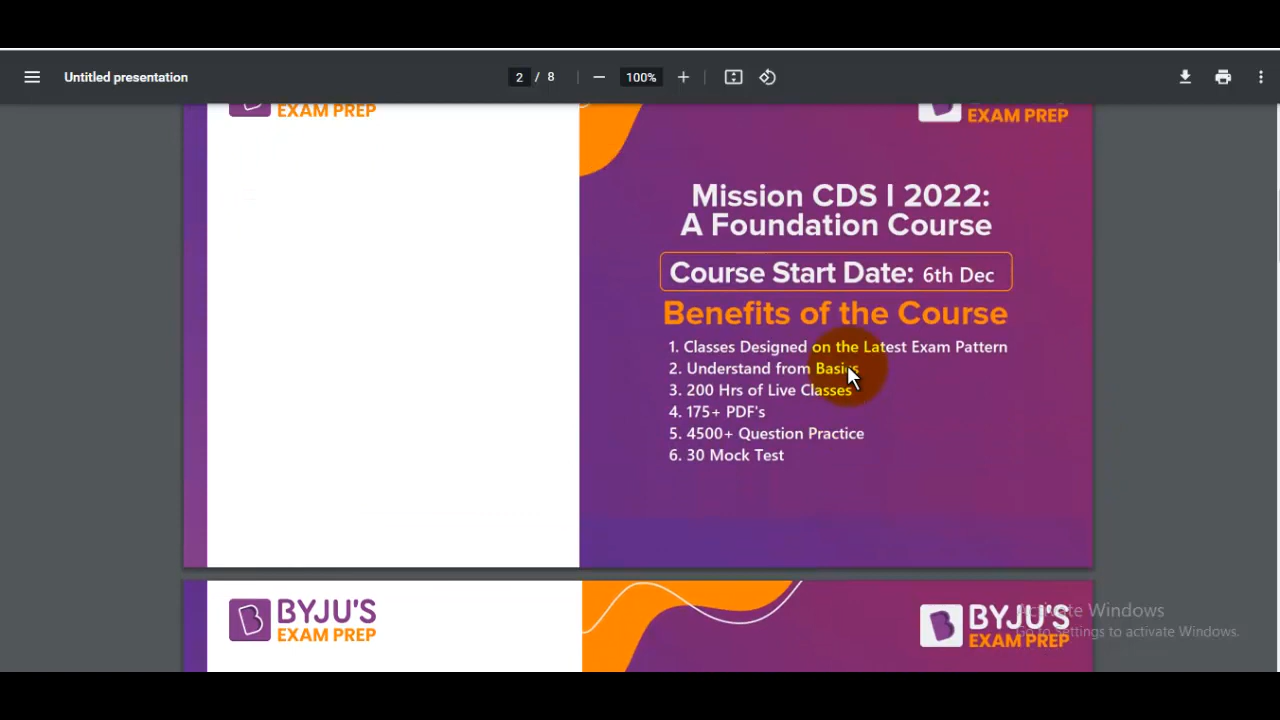 Untitled presentation
2 / 8
100%
EXAM PREP
EXAM PREP
Mission CDS I 2022:
A Foundation Course
Course Start Date: 6th Dec
Benefits of the Course
1. Classes Designed on the Latest Exam Pattern
2. Understand from Basics
3. 200 Hrs of Live Classes
4. 175+ PDF's
5. 4500+ Question Practice
6. 30 Mock Test
BYJU'S
EXAM PREP
BYJU'S
EXAM PREP
Activate Windows
Go to Settings to activate Windows.